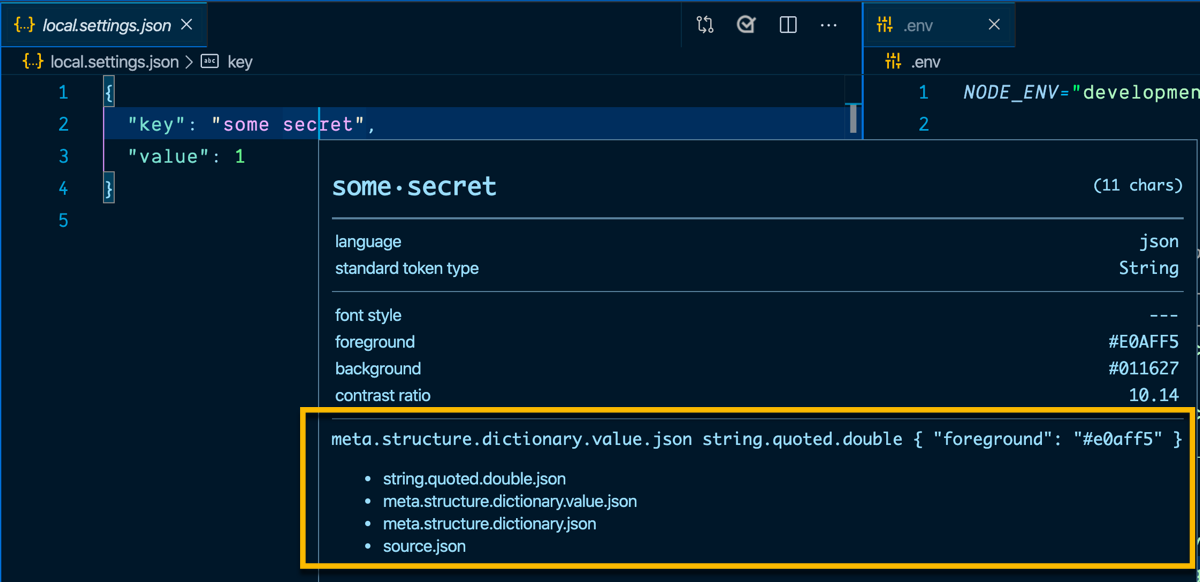 {..} local.settings.json ×
{..} local.settings.json > abc key
1 {
2 "key": "some secret",
3 "value": 1
4 }
5
.env ×
.env
1 NODE_ENV="developmen
2
some·secret (11 chars)
language json
standard token type String
font style ---
foreground #E0AFF5
background #011627
contrast ratio 10.14
meta.structure.dictionary.value.json string.quoted.double { "foreground": "#e0aff5" }
• string.quoted.double.json
• meta.structure.dictionary.value.json
• meta.structure.dictionary.json
• source.json